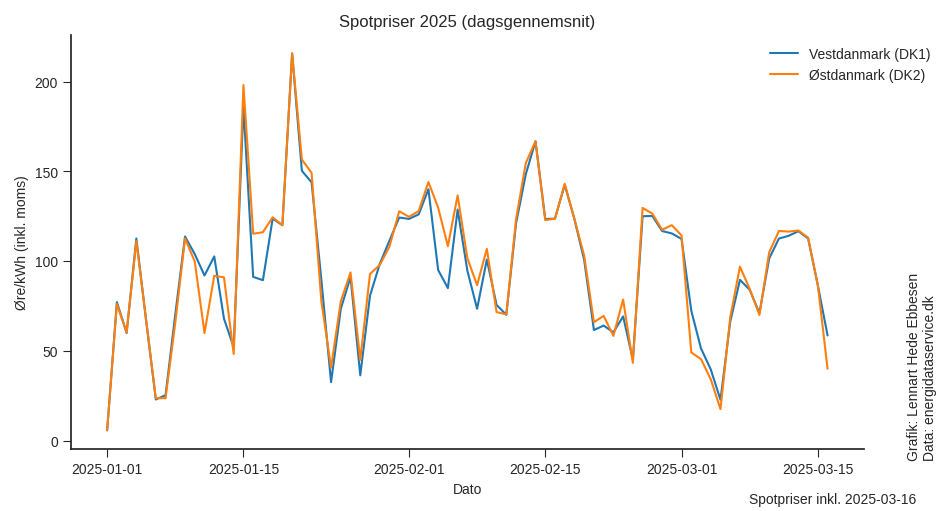 Spotpriser 2025 (dagsgennemsnit)
Vestdanmark (DK1)
Østdanmark (DK2)
Øre/kWh (inkl. moms)
200
150
100
50
0
2025-01-01
2025-01-15
2025-02-01
2025-02-15
2025-03-01
2025-03-15
Dato
Grafik: Lennart Hede Ebbesen
Data: energidataservice.dk
Spotpriser inkl. 2025-03-16